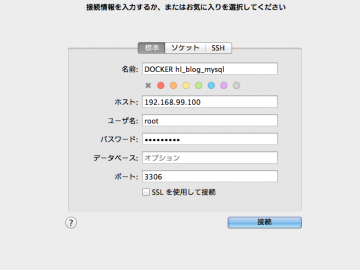 接続情報を入力するか、またはお気に入りを選択してください
標準 ソケット SSH
名前: DOCKER hl_blog_mysql
ホスト: 192.168.99.100
ユーザ名: root
パスワード: •••••••••
データベース: オプション
ポート: 3306
SSL を使用して接続
? 接続